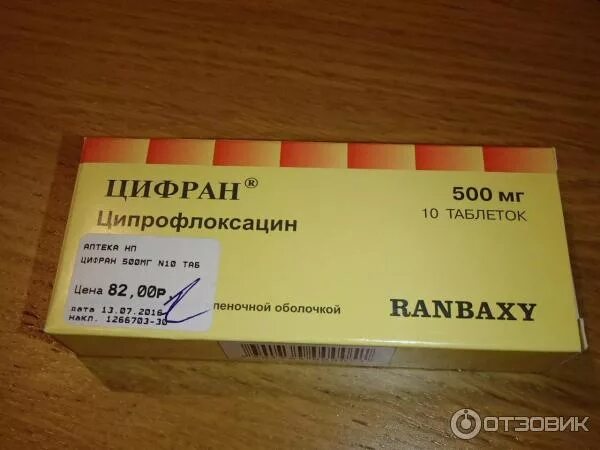 ЦИФРАН®
Ципрофлоксацин
500 мг
10 ТАБЛЕТОК
АПТЕКА НП
ЦИФРАН 500МГ N10 ТАБ
Цена 82,00Р.
дата 13.07.2016
накл. 1266703-30
пленочной оболочкой
RANBAXY
ОТЗОВИК